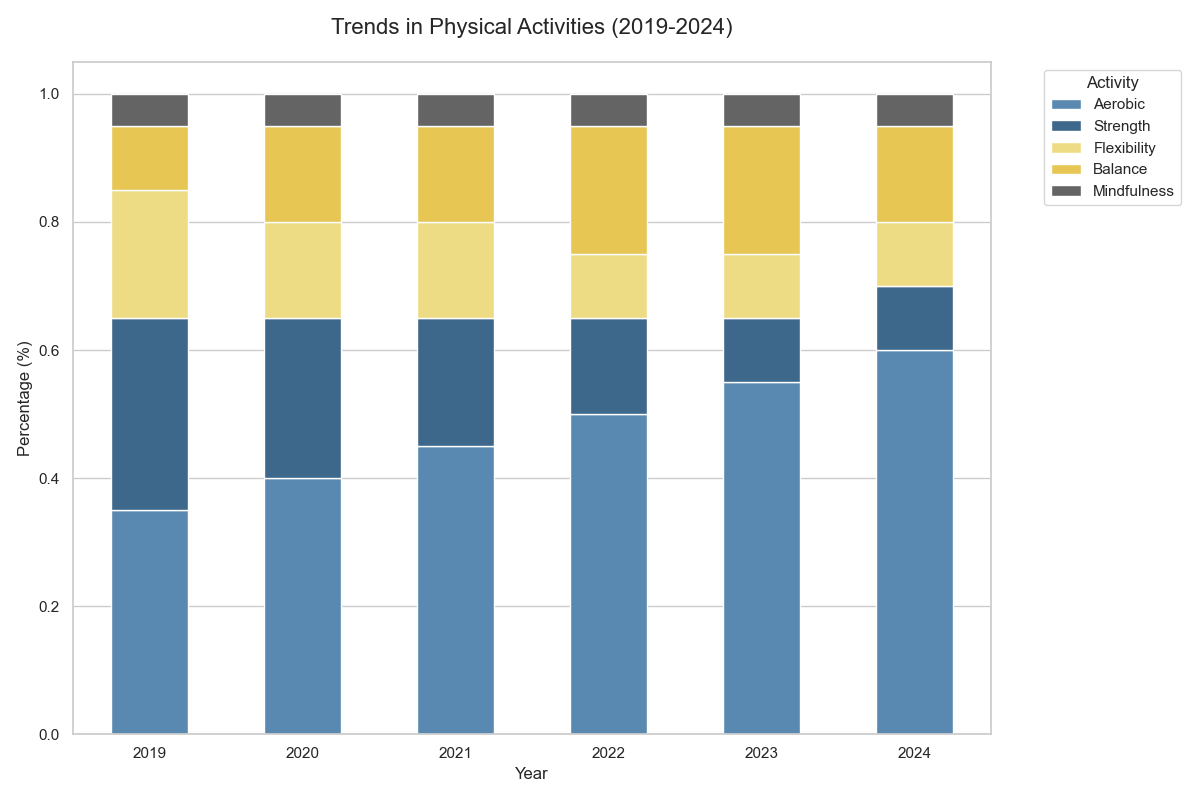 Trends in Physical Activities (2019-2024)
Activity
Aerobic
Strength
Flexibility
Balance
Mindfulness
Percentage (%)
1.0
0.8
0.6
0.4
0.2
0.0
2019 2020 2021 2022 2023 2024
Year